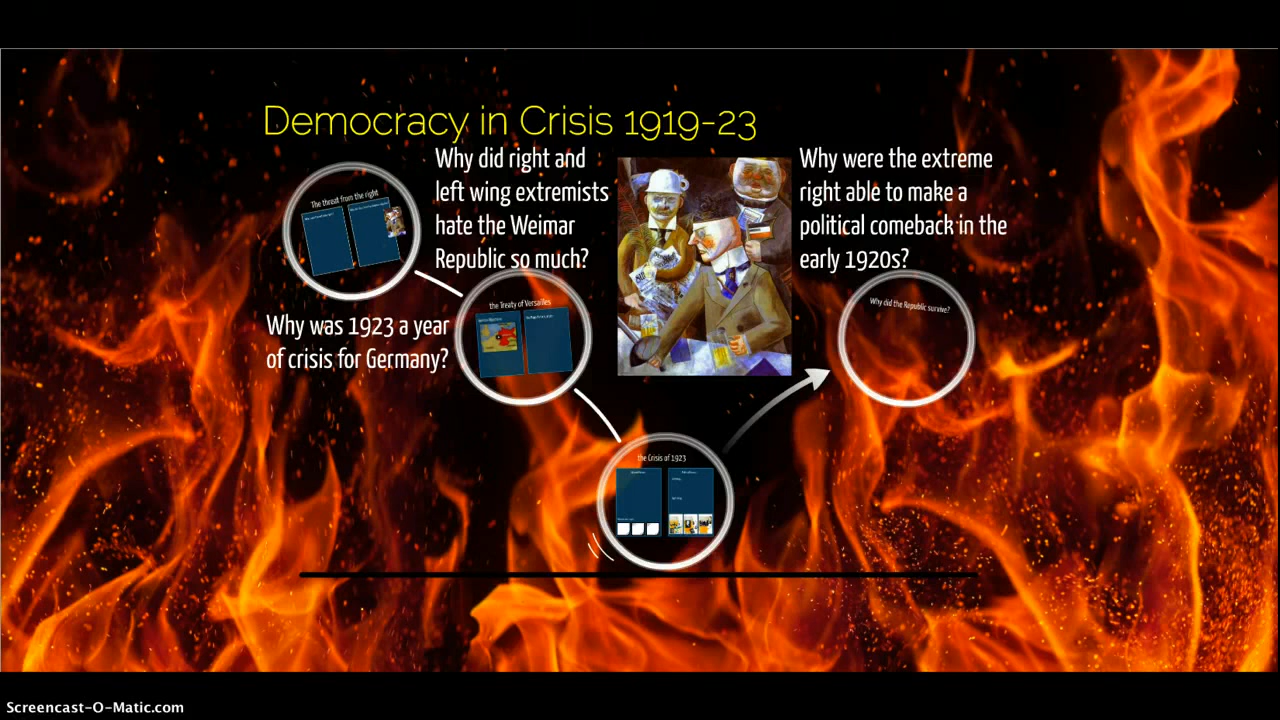 Democracy in Crisis 1919-23
Why did right and
left wing extremists
hate the Weimar
Republic so much?
Why were the extreme
right able to make a
political comeback in the
early 1920s?
The threat from the right
Why was 1923 a year
of crisis for Germany?
the Treaty of Versailles
Why did the Republic survive?
the Crisis of 1923
Screencast-O-Matic.com